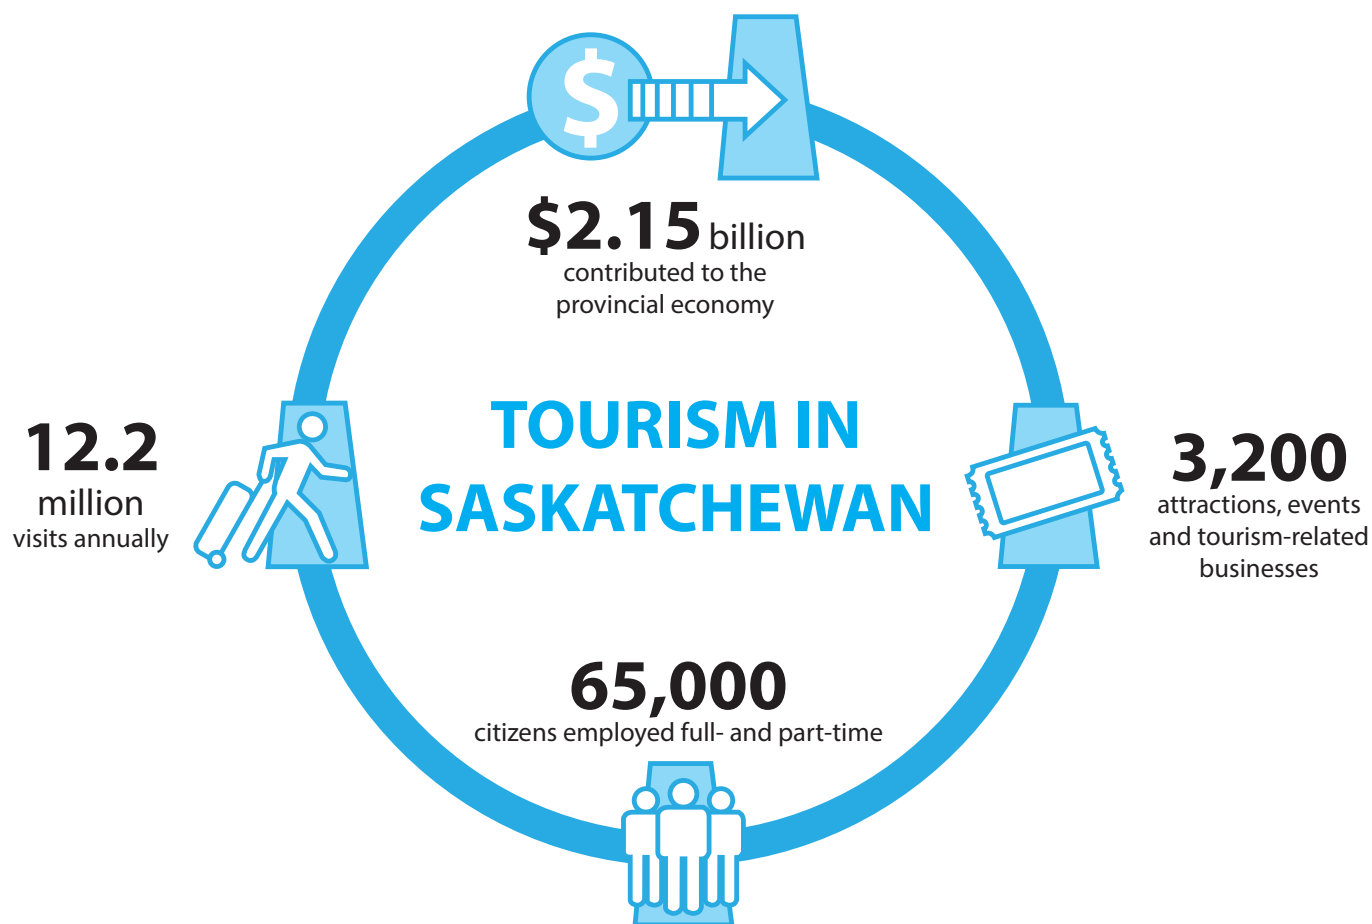 $
$2.15 billion
contributed to the
provincial economy
TOURISM IN
SASKATCHEWAN
12.2
million
visits annually
3,200
attractions, events
and tourism-related
businesses
65,000
citizens employed full- and part-time